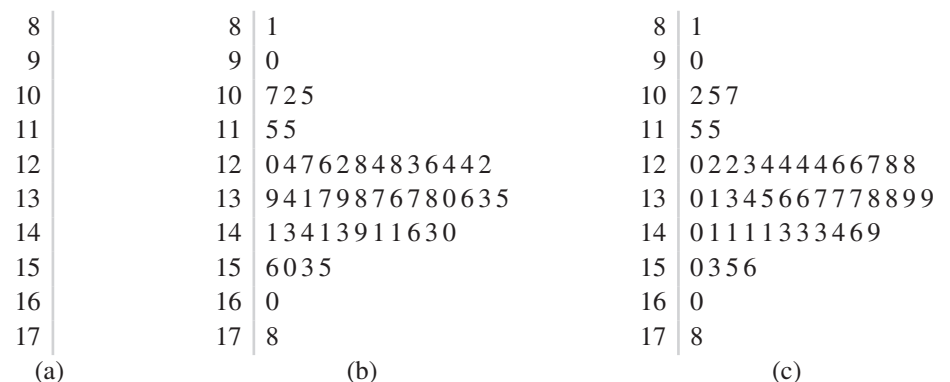 8 8 1 8 1
9 9 0 9 0
10 10 7 2 5 10 2 5 7
11 11 5 5 11 5 5
12 12 0 4 7 6 2 8 4 8 3 6 4 4 2 12 0 2 2 3 4 4 4 4 6 6 7 8 8
13 13 9 4 1 7 9 8 7 6 7 8 0 6 3 5 13 0 1 3 4 5 6 6 7 7 7 8 8 9 9
14 14 1 3 4 1 3 9 1 1 6 3 0 14 0 1 1 1 1 3 3 3 4 6 9
15 15 6 0 3 5 15 0 3 5 6
16 16 0 16 0
17 17 8 17 8
(a) (b) (c)